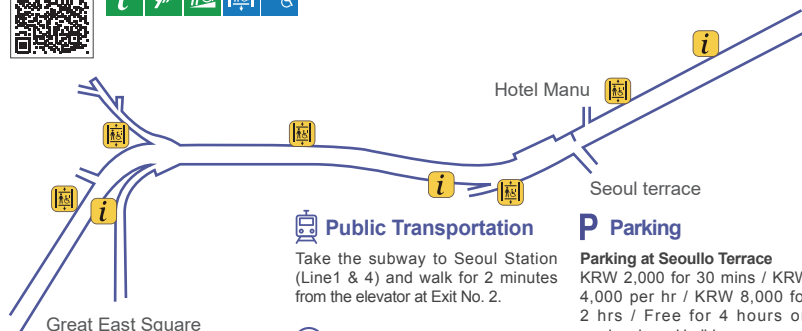 Hotel Manu
Seoul terrace
Great East Square
Public Transportation
Take the subway to Seoul Station
(Line1 & 4) and walk for 2 minutes
from the elevator at Exit No. 2.
P Parking
Parking at Seoullo Terrace
KRW 2,000 for 30 mins / KRW
4,000 per hr / KRW 8,000 fo
2 hrs / Free for 4 hours o